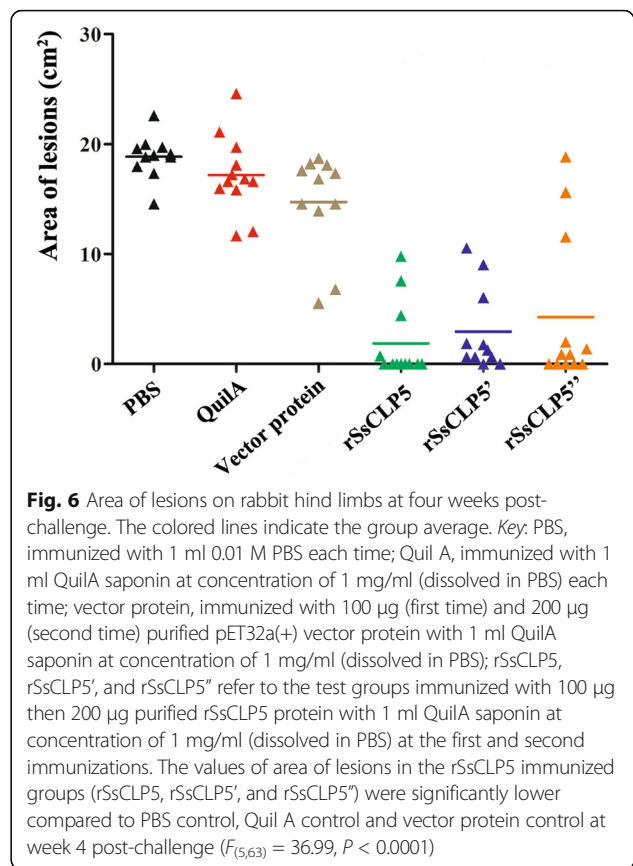 30
20
10
0
Area of lesions (cm²)
PBS
QuilA
Vector protein
rSsCLP5
rSsCLP5’
rSsCLP5”
Fig. 6 Area of lesions on rabbit hind limbs at four weeks post-
challenge. The colored lines indicate the group average. Key: PBS,
immunized with 1 ml 0.01 M PBS each time; Quil A, immunized with 1
ml QuilA saponin at concentration of 1 mg/ml (dissolved in PBS) each
time; vector protein, immunized with 100 μg (first time) and 200 μg
(second time) purified pET32a(+) vector protein with 1 ml QuilA
saponin at concentration of 1 mg/ml (dissolved in PBS); rSsCLP5,
rSsCLP5’, and rSsCLP5” refer to the test groups immunized with 100 μg
then 200 μg purified rSsCLP5 protein with 1 ml QuilA saponin at
concentration of 1 mg/ml (dissolved in PBS) at the first and second
immunizations. The values of area of lesions in the rSsCLP5 immunized
groups (rSsCLP5, rSsCLP5’, and rSsCLP5”) were significantly lower
compared to PBS control, Quil A control and vector protein control at
week 4 post-challenge (F(5,63) = 36.99, P < 0.0001)